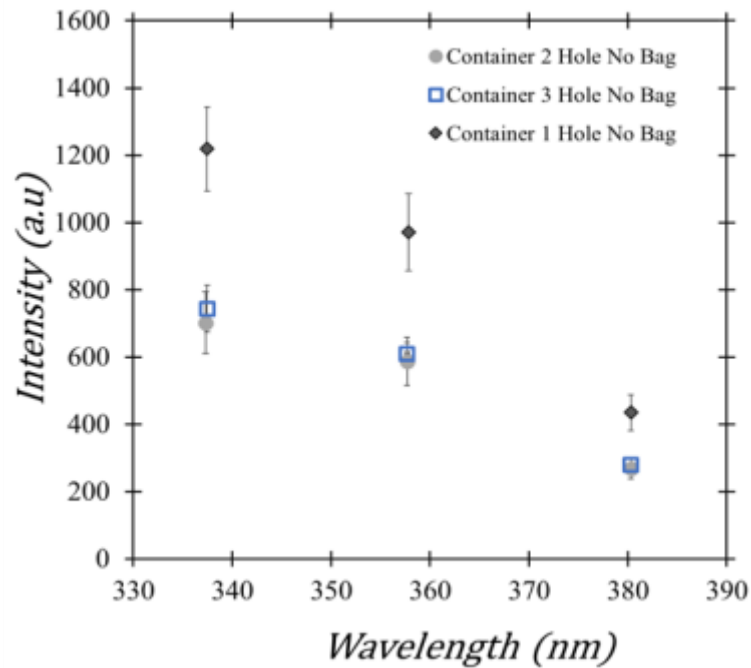 1600
1400
1200
1000
800
600
400
200
0
Container 2 Hole No Bag
Container 3 Hole No Bag
Container 1 Hole No Bag
Intensity (a.u)
330 340 350 360 370 380 390
Wavelength (nm)